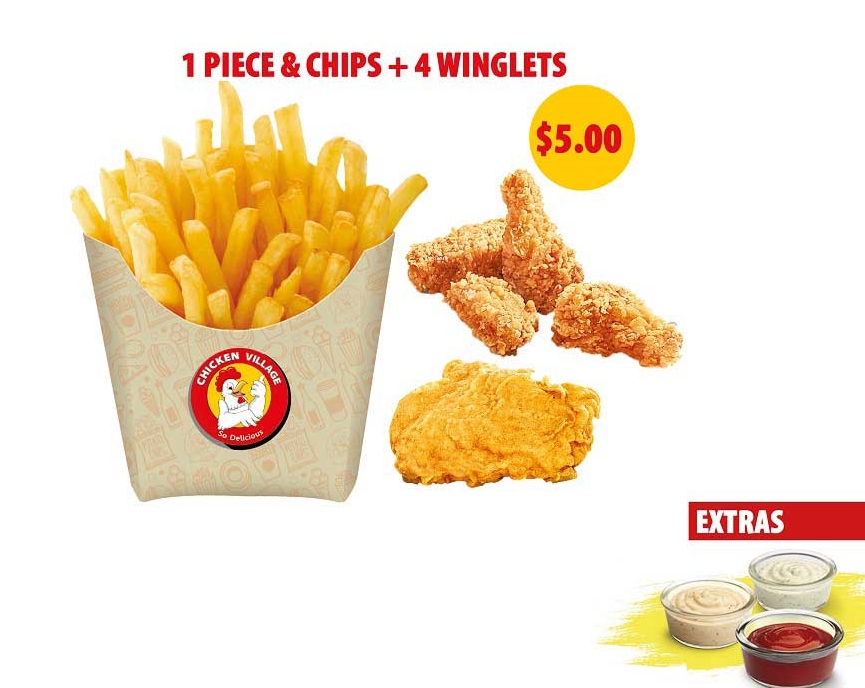 1 PIECE & CHIPS + 4 WINGLETS
$5.00
CHICKEN VILLAGE
So Delicious
EXTRAS